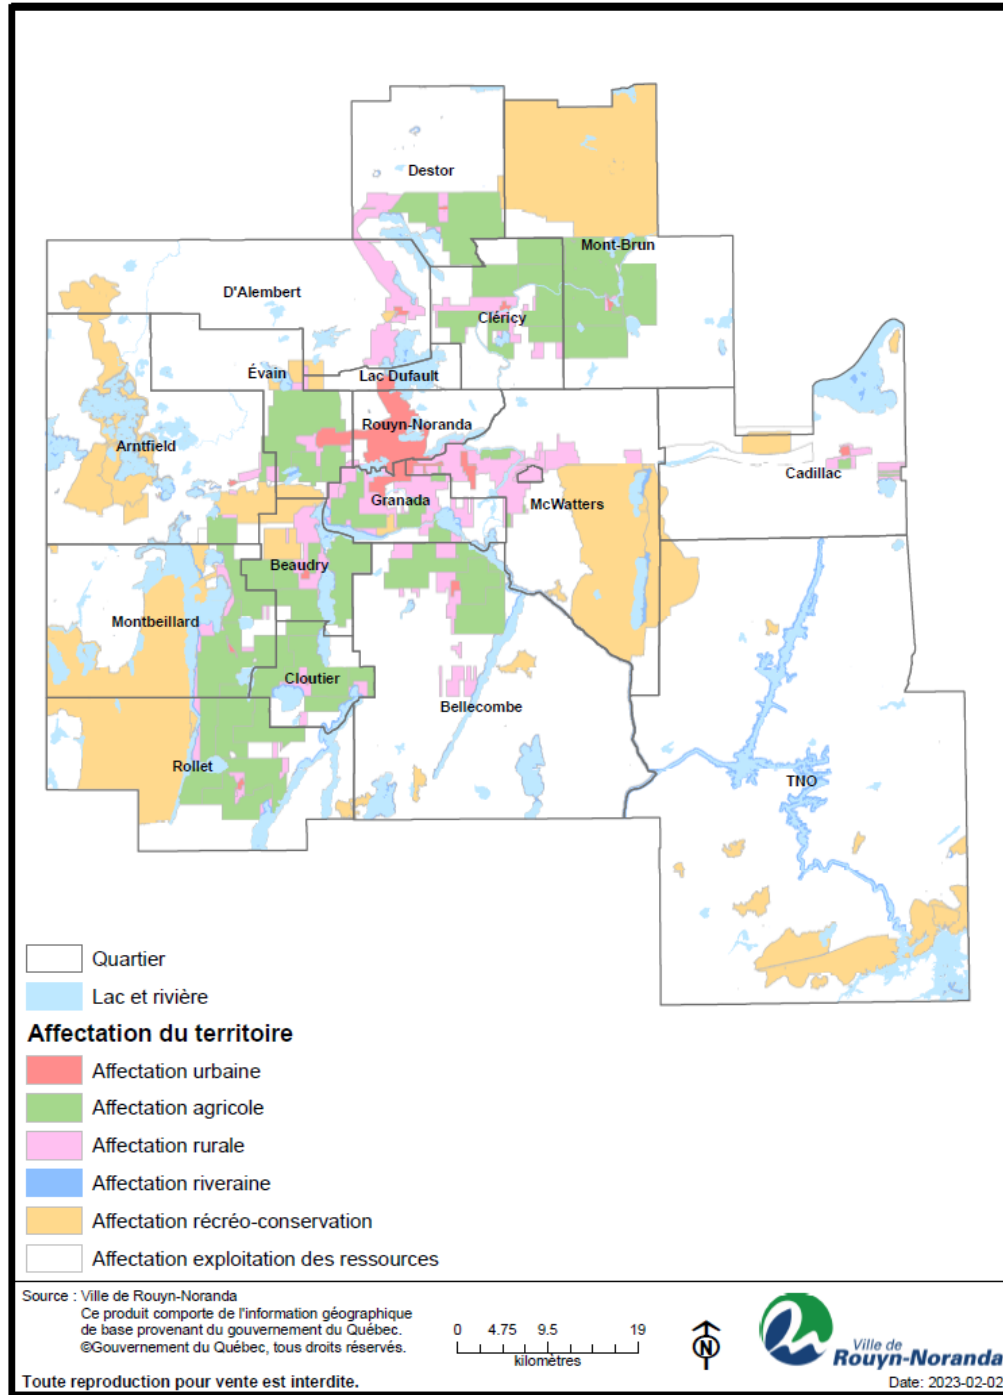 Destor
Mont-Brun
D'Alembert
Cléricy
Évain
Lac Dufault
Rouyn-Noranda
Arntfield
Cadillac
Granada
McWatters
Beaudry
Montbeillard
Cloutier
Bellecombe
Rollet
TNO
Quartier
Lac et rivière
Affectation du territoire
Affectation urbaine
Affectation agricole
Affectation rurale
Affectation riveraine
Affectation récréo-conservation
Affectation exploitation des ressources
Source : Ville de Rouyn-Noranda
Ce produit comporte de l'information géographique
de base provenant du gouvernement du Québec.
©Gouvernement du Québec, tous droits réservés.
Toute reproduction pour vente est interdite.
0 4.75 9.5 19
kilomètres
N
Ville de
Rouyn-Noranda
Date: 2023-02-02